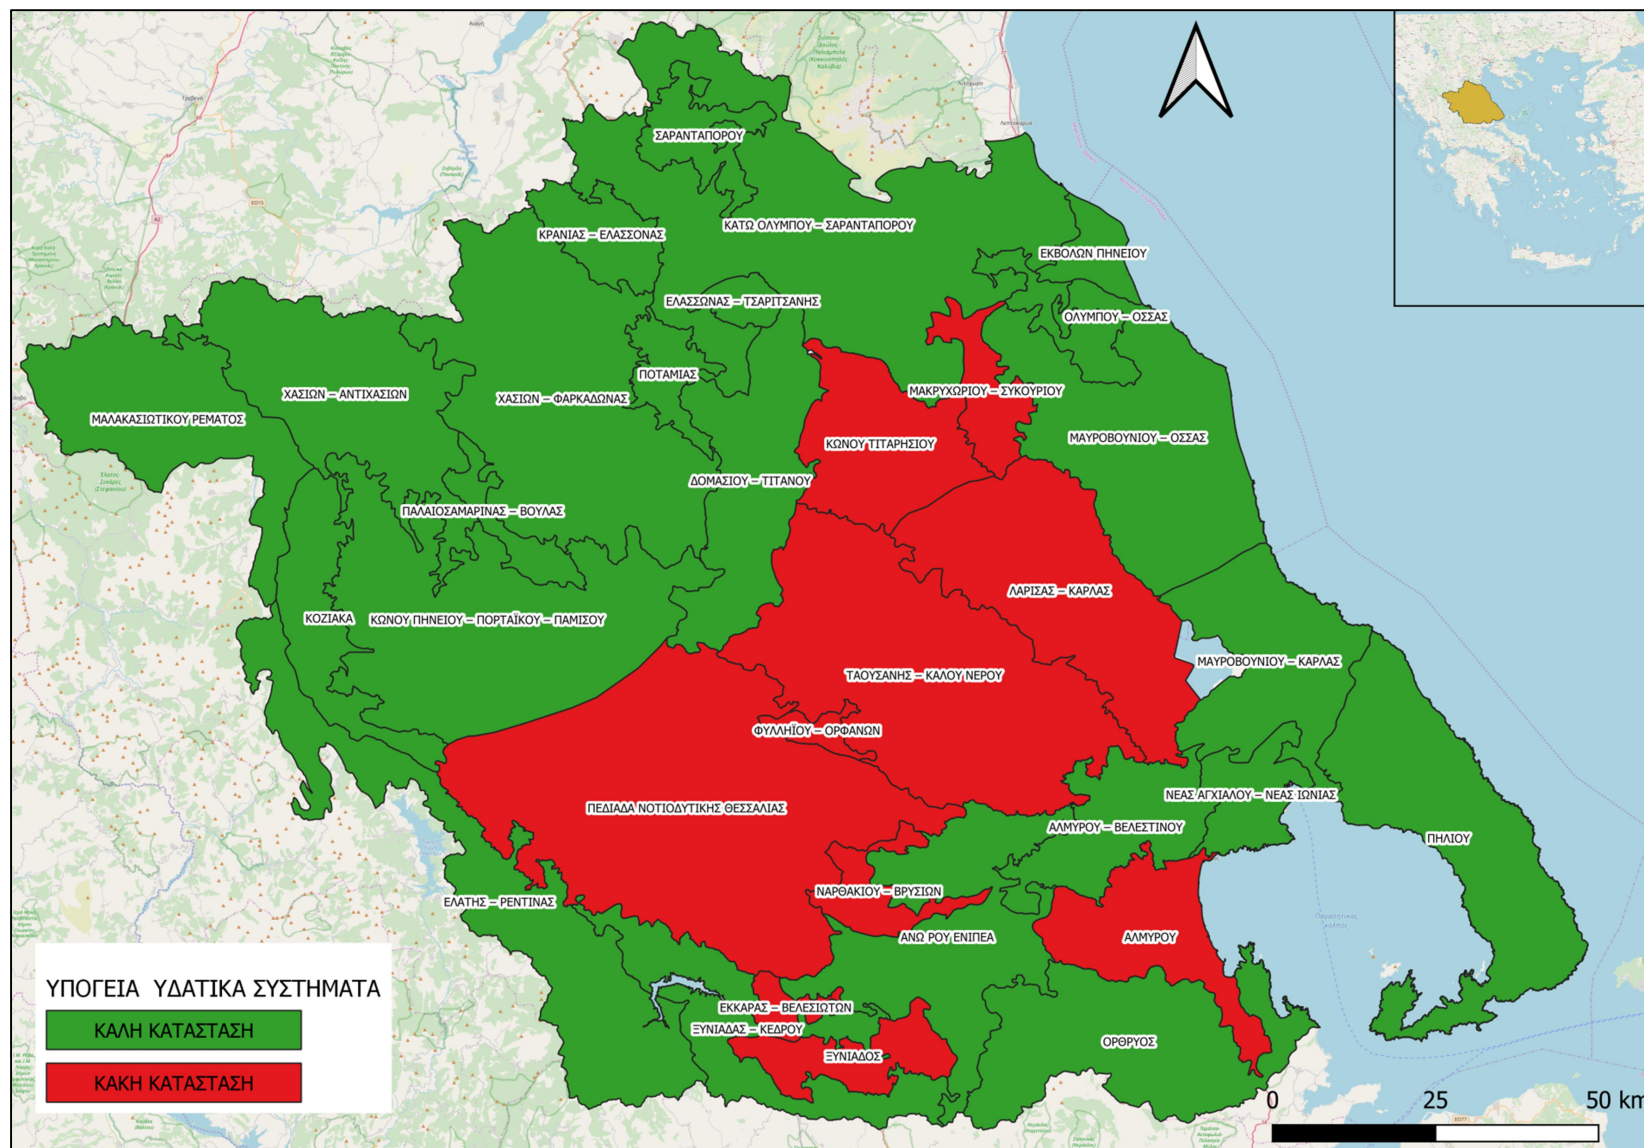 ΣΑΡΑΝΤΑΠΟΡΟΥ
ΚΑΤΩ ΟΛΥΜΠΟΥ – ΣΑΡΑΝΤΑΠΟΡΟΥ
ΚΡΑΝΙΑΣ – ΕΛΑΣΣΟΝΑΣ
ΕΚΒΟΛΩΝ ΠΗΝΕΙΟΥ
ΕΛΑΣΣΩΝΑΣ – ΤΣΑΡΙΤΣΑΝΗΣ
ΟΛΥΜΠΟΥ – ΟΣΣΑΣ
ΠΟΤΑΜΙΑΣ
ΜΑΚΡΥΧΩΡΙΟΥ – ΣΥΚΟΥΡΙΟΥ
ΧΑΣΙΩΝ – ΑΝΤΙΧΑΣΙΩΝ
ΧΑΣΙΩΝ – ΦΑΡΚΑΔΩΝΑΣ
ΜΑΛΑΚΑΣΙΩΤΙΚΟΥ ΡΕΜΑΤΟΣ
ΜΑΥΡΟΒΟΥΝΙΟΥ – ΟΣΣΑΣ
ΚΩΝΟΥ ΤΙΤΑΡΗΣΙΟΥ
ΔΟΜΑΣΙΟΥ – ΤΙΤΑΝΟΥ
ΠΑΛΑΙΟΣΑΜΑΡΙΝΑΣ – ΒΟΥΛΑΣ
ΛΑΡΙΣΑΣ – ΚΑΡΛΑΣ
ΚΟΖΙΑΚΑ
ΚΩΝΟΥ ΠΗΝΕΙΟΥ – ΠΟΡΤΑΪΚΟΥ – ΠΑΜΙΣΟΥ
ΜΑΥΡΟΒΟΥΝΙΟΥ – ΚΑΡΛΑΣ
ΤΑΟΥΣΑΝΗΣ – ΚΑΛΟΥ ΝΕΡΟΥ
ΦΥΛΛΗΪΟΥ – ΟΡΦΑΝΩΝ
ΝΕΑΣ ΑΓΧΙΑΛΟΥ – ΝΕΑΣ ΙΩΝΙΑΣ
ΠΕΔΙΑΔΑ ΝΟΤΙΟΔΥΤΙΚΗΣ ΘΕΣΣΑΛΙΑΣ
ΑΛΜΥΡΟΥ – ΒΕΛΕΣΤΙΝΟΥ
ΠΗΛΙΟΥ
ΝΑΡΘΑΚΙΟΥ – ΒΡΥΣΙΩΝ
ΕΛΑΤΗΣ – ΡΕΝΤΙΝΑΣ
ΑΝΩ ΡΟΥ ΕΝΙΠΕΑ
ΑΛΜΥΡΟΥ
ΕΚΚΑΡΑΣ – ΒΕΛΕΣΙΩΤΩΝ
ΞΥΝΙΑΔΑΣ – ΚΕΔΡΟΥ
ΟΡΘΡΥΟΣ
ΞΥΝΙΑΔΟΣ
ΥΠΟΓΕΙΑ ΥΔΑΤΙΚΑ ΣΥΣΤΗΜΑΤΑ
ΚΑΛΗ ΚΑΤΑΣΤΑΣΗ
ΚΑΚΗ ΚΑΤΑΣΤΑΣΗ
0 25 50 km